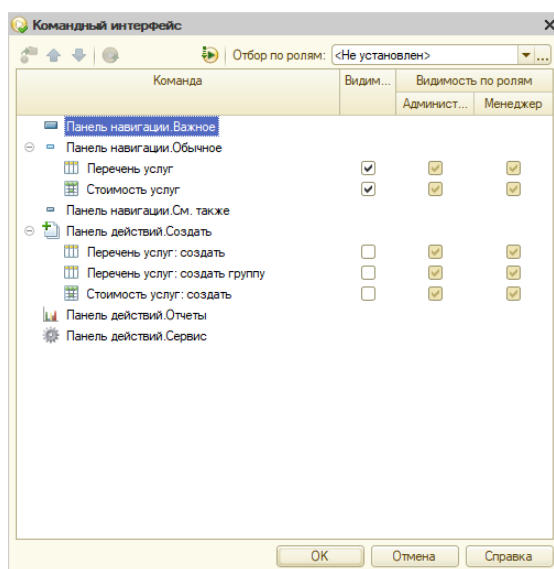 Командный интерфейс
Отбор по ролям: <Не установлен>
Команда Видим... Видимость по ролям
Админист... Менеджер
Панель навигации.Важное
Панель навигации.Обычное
Перечень услуг
Стоимость услуг
Панель навигации.См. также
Панель действий.Создать
Перечень услуг: создать
Перечень услуг: создать группу
Стоимость услуг: создать
Панель действий.Отчеты
Панель действий.Сервис
OK Отмена Справка